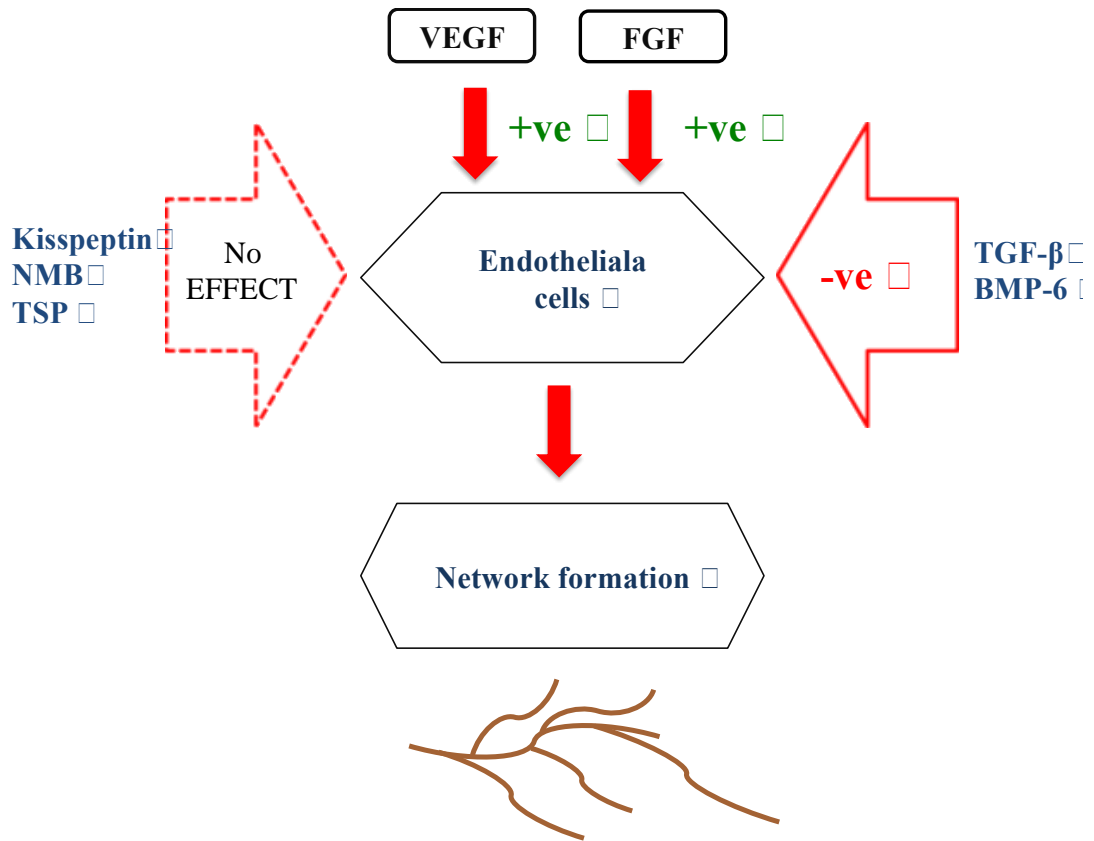 VEGF
FGF
+ve
+ve
Kisspeptin
NMB
TSP
No
EFFECT
Endotheliala
cells
-ve
TGF-β
BMP-6
Network formation